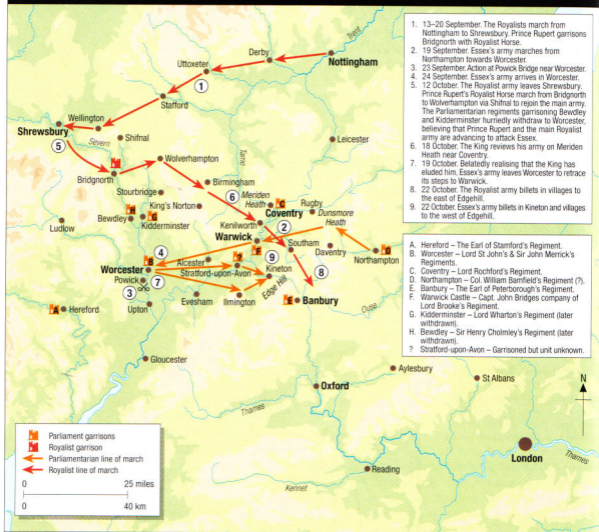 Trent
Derby
Nottingham
Uttoxeter
1
Stafford
Wellington
Shrewsbury
Severn
Shifnal
5
Tame
Leicester
Wolverhampton
Bridgnorth
Birmingham
Stourbridge
6
Meriden
Heath
C
Rugby
King's Norton
H
G
Coventry
Dunsmore
Heath
Bewdley
Kidderminster
Kenilworth
2
Ludlow
Warwick
F
Southam
Daventry
D
Northampton
4
B
Alcester
?
9
Worcester
Stratford-upon-Avon
Kineton
8
Powick
3
7
Edge Hill
A
Hereford
Upton
Evesham
Ilmington
E
Banbury
Ouse
Gloucester
Aylesbury
St Albans
Oxford
Thames
N
London
Thames
Reading
Kennet
1. 13–20 September. The Royalists march from
Nottingham to Shrewsbury. Prince Rupert garrisons
Bridgnorth with Royalist Horse.
2. 19 September. Essex's army marches from
Northampton towards Worcester.
3. 23 September. Action at Powick Bridge near Worcester.
4. 24 September. Essex's army arrives in Worcester.
5. 12 October. The Royalist army leaves Shrewsbury.
Prince Rupert's Royalist Horse march from Bridgnorth
to Wolverhampton via Shifnal to rejoin the main army.
The Parliamentarian regiments garrisoning Bewdley
and Kidderminster hurriedly withdraw to Worcester,
believing that Prince Rupert and the main Royalist
army are advancing to attack Essex.
6. 18 October. The King reviews his army on Meriden
Heath near Coventry.
7. 19 October. Belatedly realising that the King has
eluded him, Essex's army leaves Worcester to retrace
its steps to Warwick.
8. 22 October. The Royalist army billets in villages to
the east of Edgehill.
9. 22 October. Essex's army billets in Kineton and villages
to the west of Edgehill.
A. Hereford – The Earl of Stamford's Regiment.
B. Worcester – Lord St John's & Sir John Merrick's
Regiments.
C. Coventry – Lord Rochford's Regiment.
D. Northampton – Col. William Bamfield's Regiment (?).
E. Banbury – The Earl of Peterborough's Regiment.
F. Warwick Castle – Capt. John Bridges company of
Lord Brooke's Regiment.
G. Kidderminster – Lord Wharton's Regiment (later
withdrawn).
H. Bewdley – Sir Henry Cholmley's Regiment (later
withdrawn).
? Stratford-upon-Avon – Garrisoned but unit unknown.
Parliament garrisons
Royalist garrison
Parliamentarian line of march
Royalist line of march
0 25 miles
0 40 km